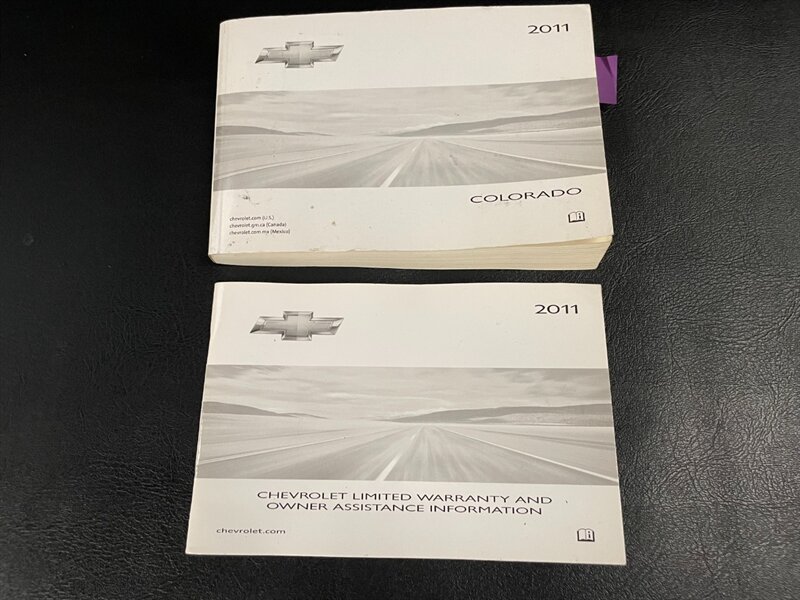 2011
COLORADO
chevrolet.com (U.S.)
chevrolet.gm.ca (Canada)
chevrolet.com.mx (Mexico)
2011
CHEVROLET LIMITED WARRANTY AND
OWNER ASSISTANCE INFORMATION
chevrolet.com